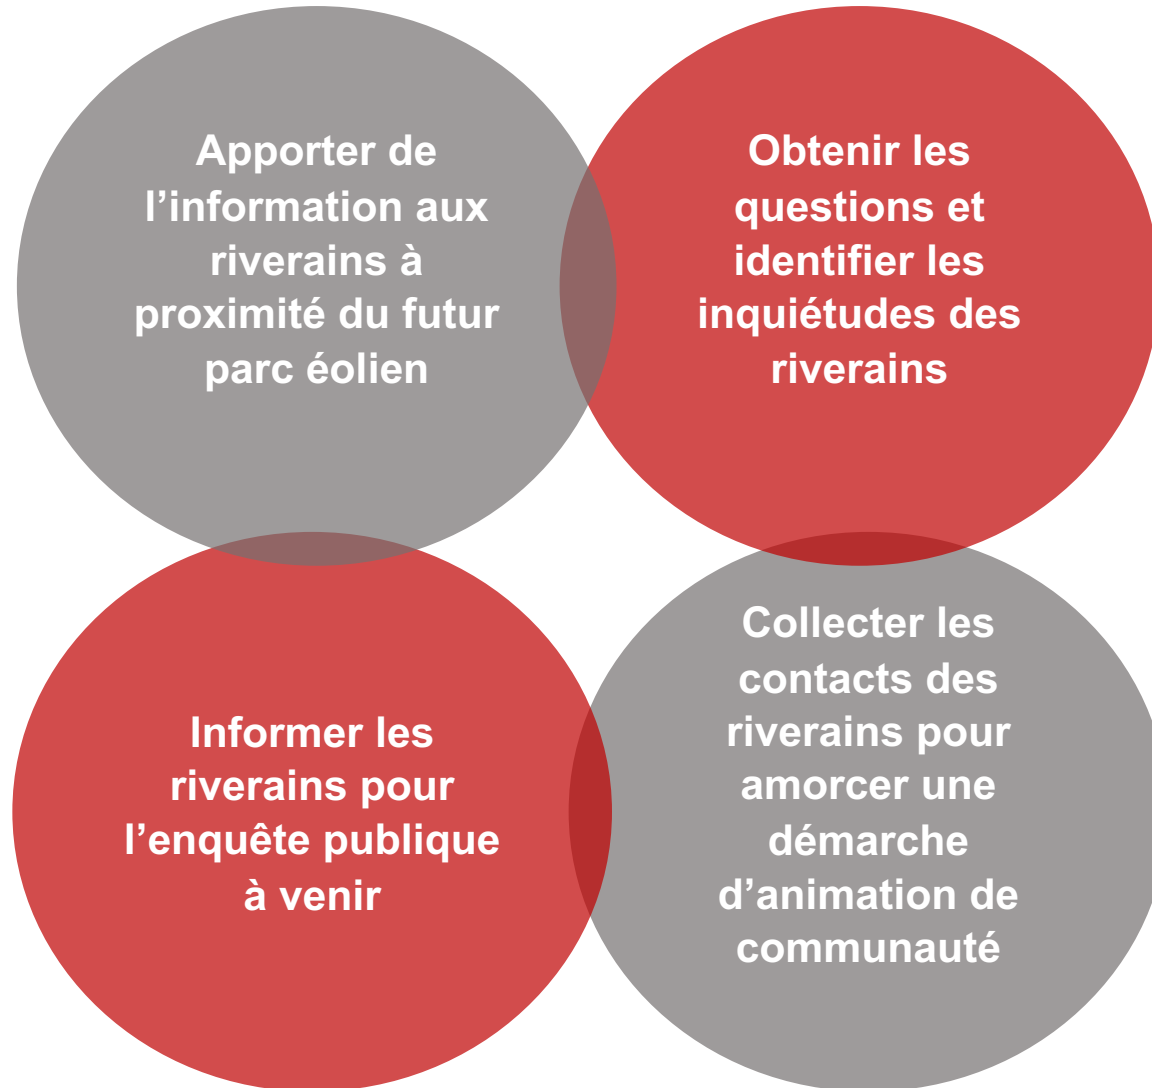 Apporter de
l’information aux
riverains à
proximité du futur
parc éolien
Obtenir les
questions et
identifier les
inquiétudes des
riverains
Informer les
riverains pour
l’enquête publique
à venir
Collecter les
contacts des
riverains pour
amorcer une
démarche
d’animation de
communauté